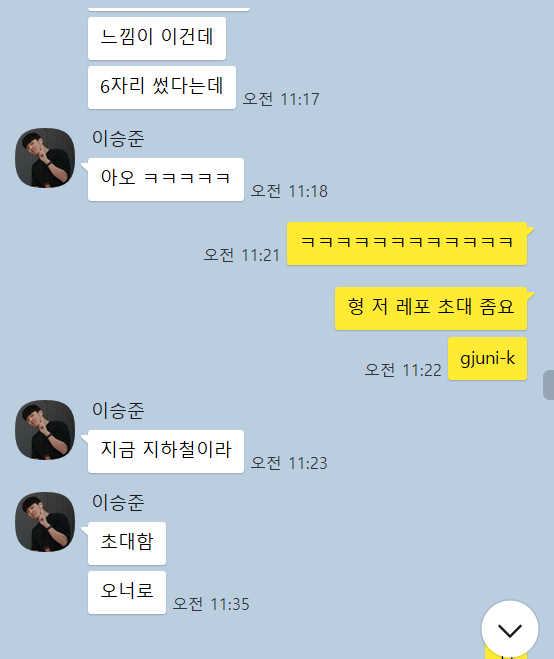 느낌이 이건데
6자리 썼다는데
오전 11:17
이승준
아오 ㅋㅋㅋㅋㅋ
오전 11:18
ㅋㅋㅋㅋㅋㅋㅋㅋㅋㅋㅋㅋ
오전 11:21
형 저 레포 초대 좀요
gjuni-k
오전 11:22
이승준
지금 지하철이라
오전 11:23
이승준
초대함
오너로
오전 11:35